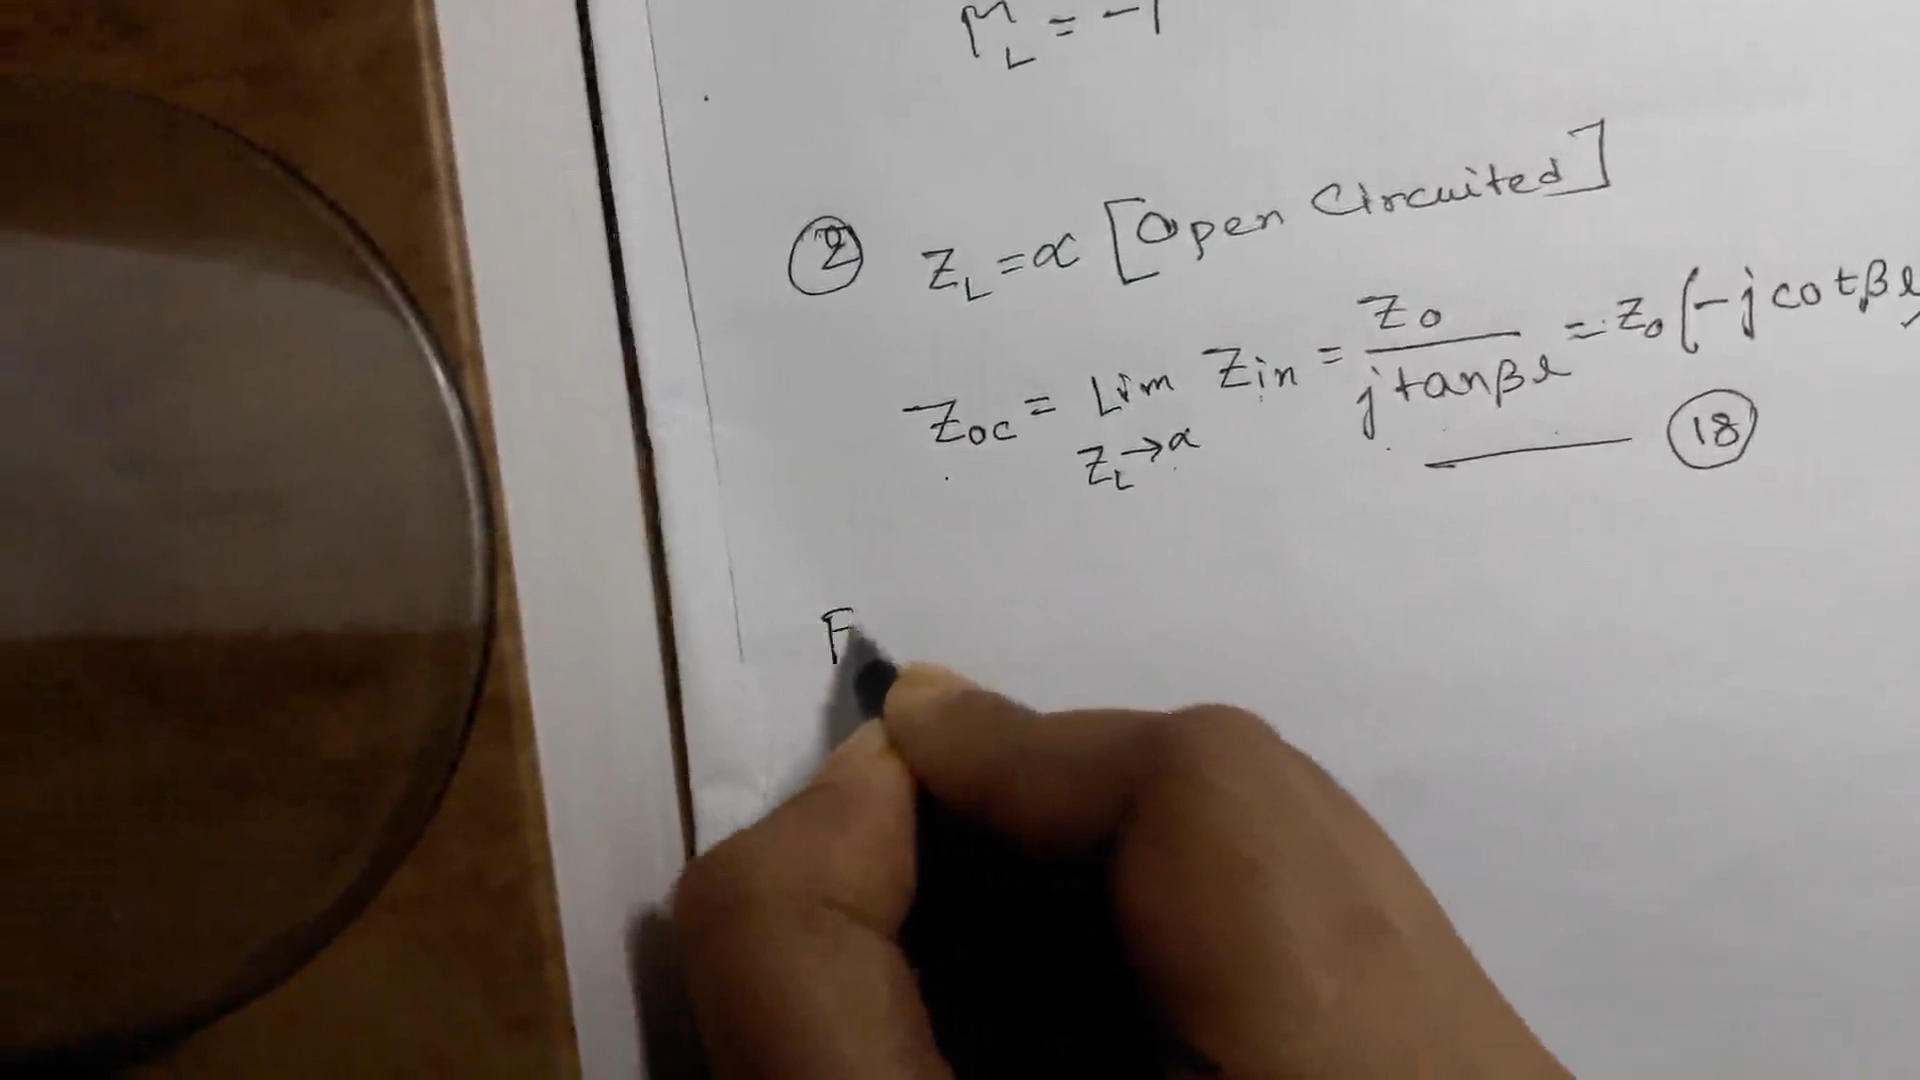 Γ_L = -1
② Z_L = α [Open Circuited]
Z_oc = Lim Z_L→α Z_in = Z_0 / j tanβl = Z_0 (-j cotβl
⑱
F